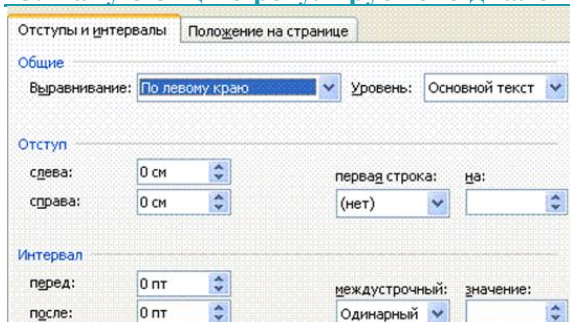 Отступы и интервалы Положение на странице
Общие
Выравнивание: По левому краю Уровень: Основной текст
Отступ
слева: 0 см первая строка: на:
справа: 0 см (нет)
Интервал
перед: 0 пт междустрочный: значение:
после: 0 пт Одинарный